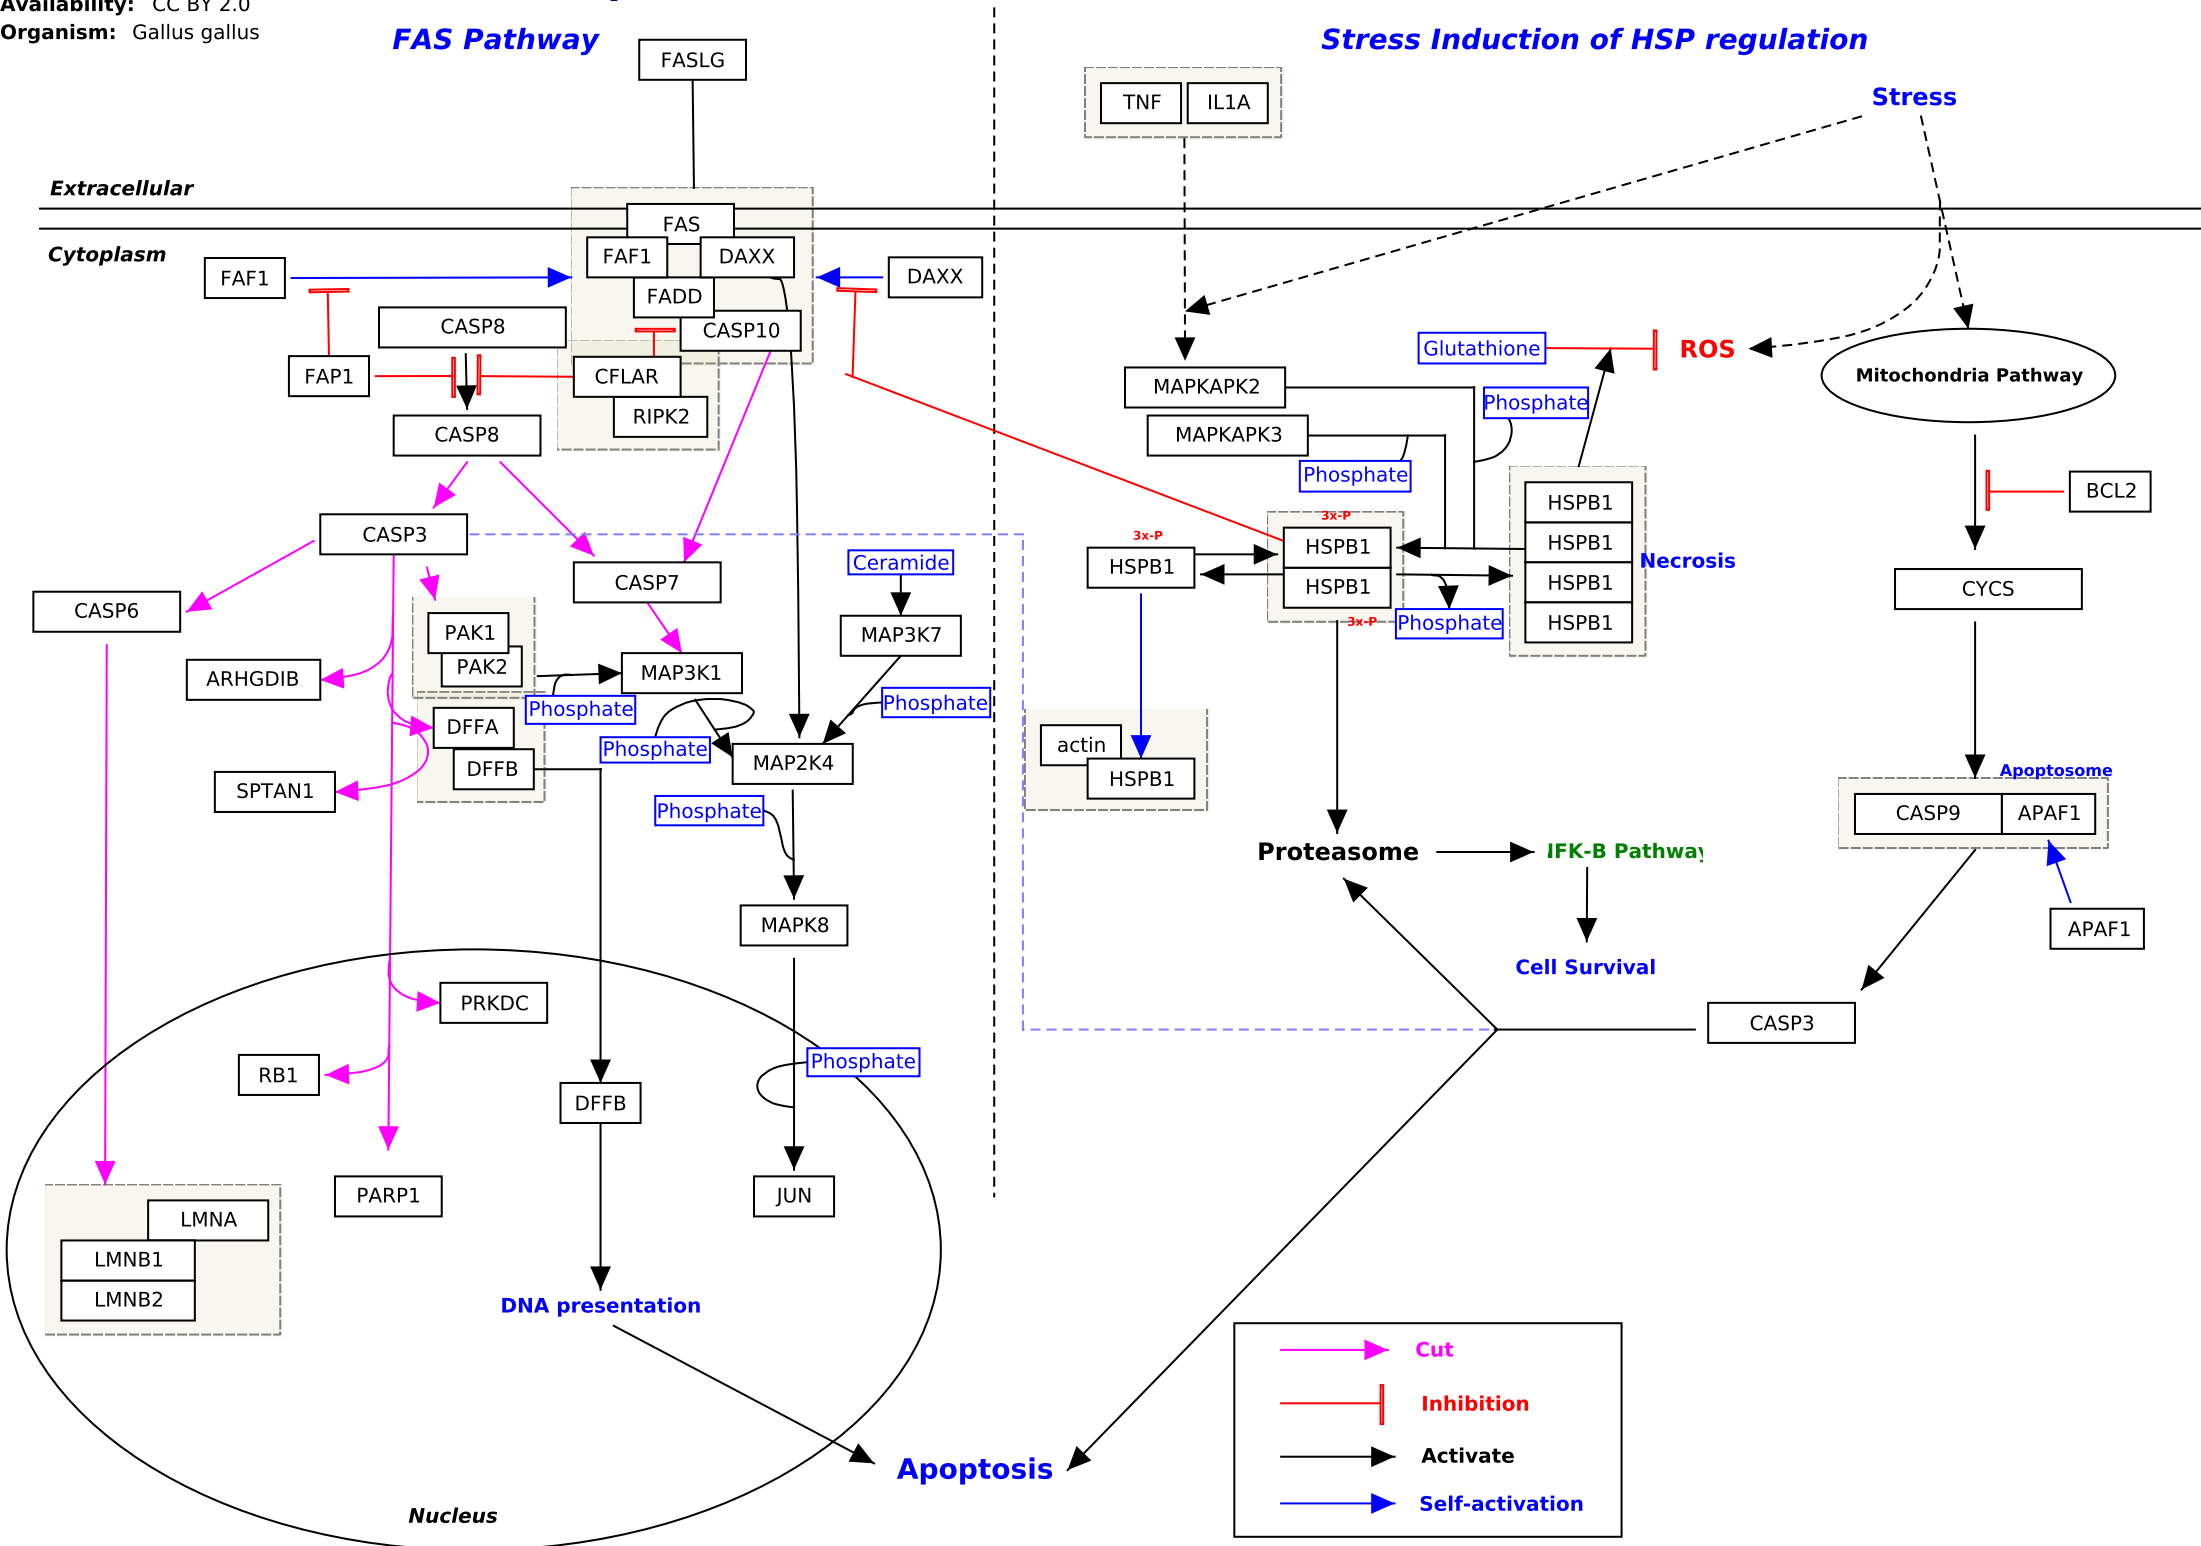 Availability: CC BY 2.0
Organism: Gallus gallus
FAS Pathway
Stress Induction of HSP regulation
FASLG
TNF
IL1A
Stress
Extracellular
Cytoplasm
FAS
FAF1
DAXX
FADD
CASP10
FAF1
DAXX
CASP8
FAP1
CFLAR
RIPK2
CASP8
Glutathione
ROS
Mitochondria Pathway
MAPKAPK2
Phosphate
MAPKAPK3
Phosphate
BCL2
CASP3
3x-P
HSPB1
3x-P
HSPB1
HSPB1
3x-P
HSPB1
HSPB1
HSPB1
HSPB1
Necrosis
Phosphate
CASP7
Ceramide
CYCS
CASP6
PAK1
PAK2
MAP3K7
ARHGDIB
MAP3K1
Phosphate
Phosphate
DFFA
DFFB
Phosphate
MAP2K4
actin
HSPB1
SPTAN1
Phosphate
Apoptosome
CASP9
APAF1
Proteasome
IFK-B Pathway
MAPK8
APAF1
Cell Survival
PRKDC
CASP3
RB1
Phosphate
DFFB
PARP1
JUN
LMNA
LMNB1
LMNB2
DNA presentation
Apoptosis
Nucleus
Cut
Inhibition
Activate
Self-activation